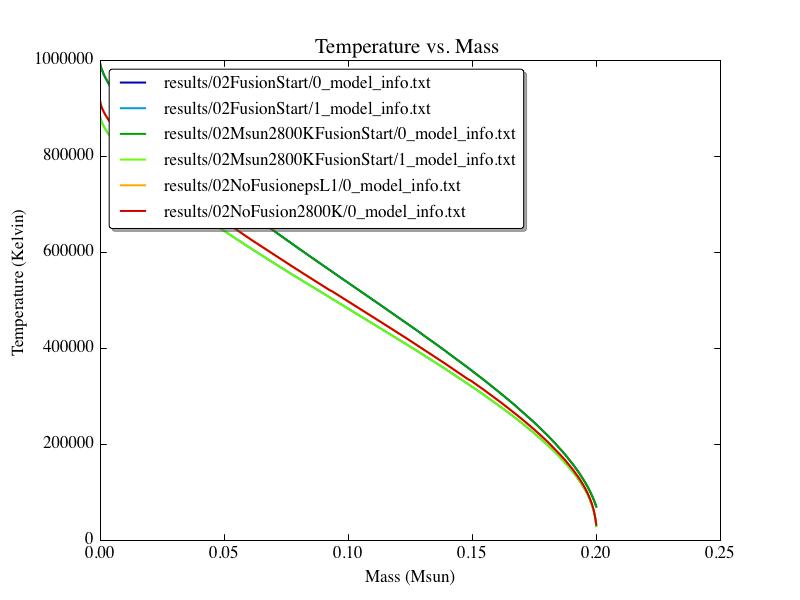 Temperature vs. Mass
1000000
800000
600000
400000
200000
0
Temperature (Kelvin)
results/02FusionStart/0_model_info.txt
results/02FusionStart/1_model_info.txt
results/02Msun2800KFusionStart/0_model_info.txt
results/02Msun2800KFusionStart/1_model_info.txt
results/02NoFusionepsL1/0_model_info.txt
results/02NoFusion2800K/0_model_info.txt
0.00 0.05 0.10 0.15 0.20 0.25
Mass (Msun)